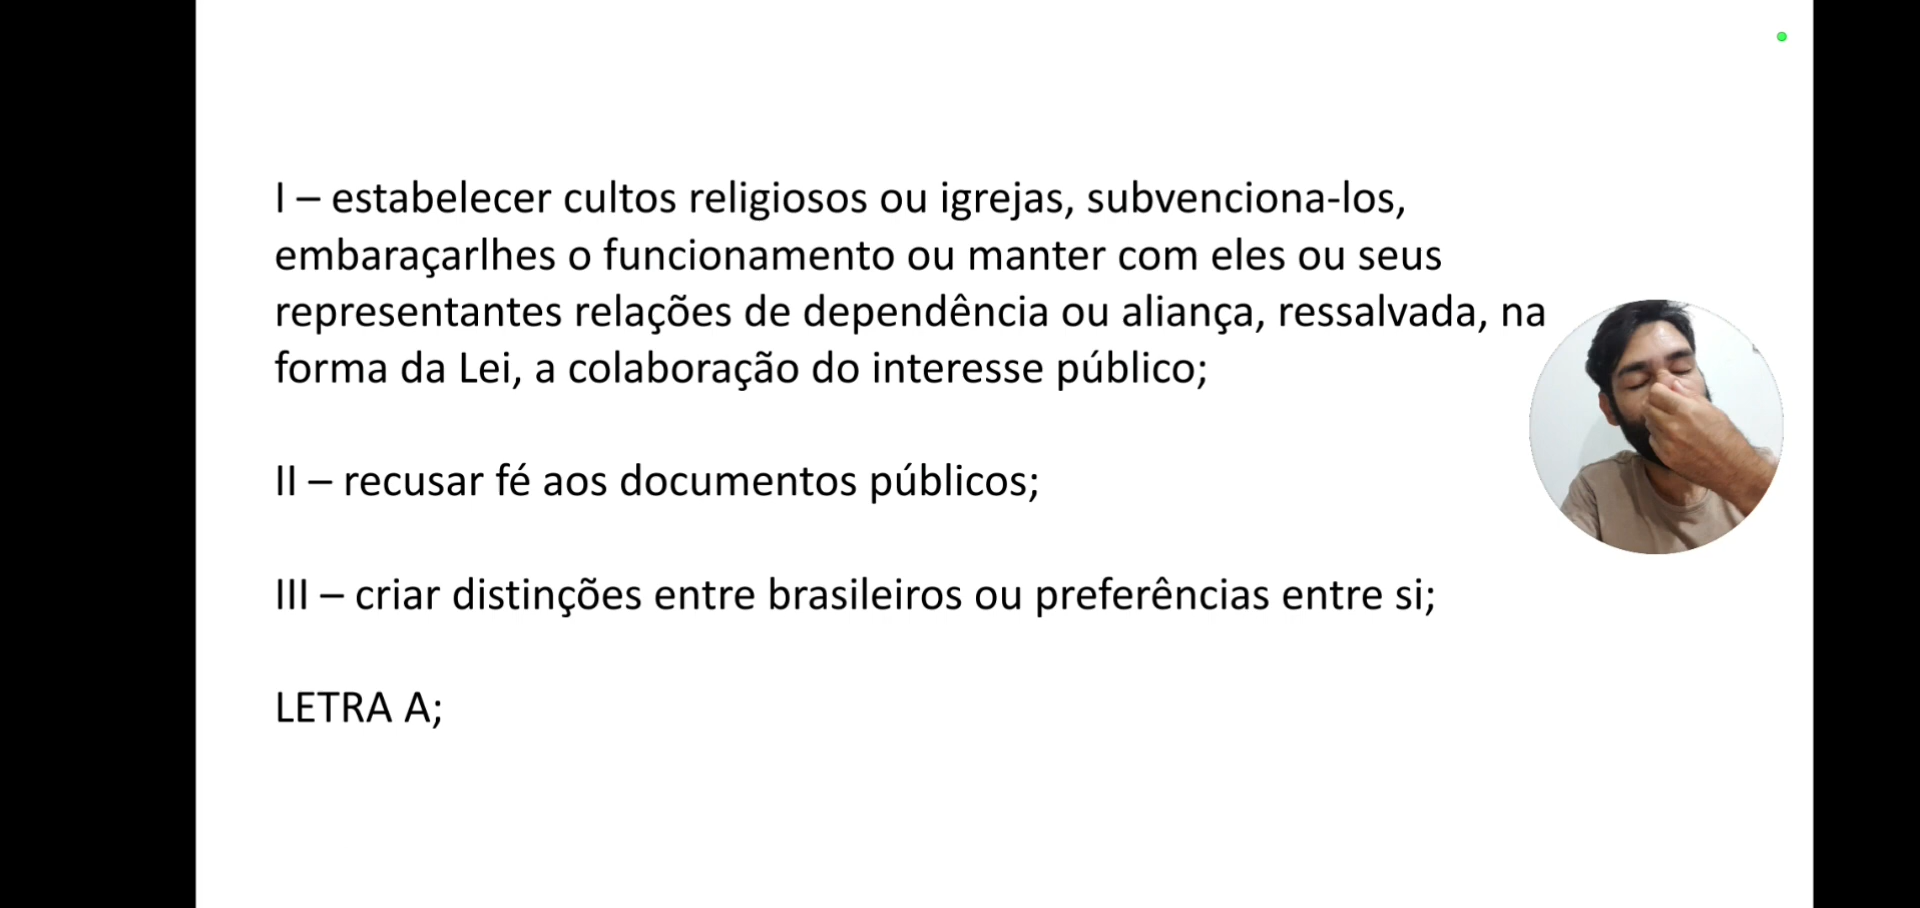 I – estabelecer cultos religiosos ou igrejas, subvenciona-los,
embaraçarlhes o funcionamento ou manter com eles ou seus
representantes relações de dependência ou aliança, ressalvada, na
forma da Lei, a colaboração do interesse público;
II – recusar fé aos documentos públicos;
III – criar distinções entre brasileiros ou preferências entre si;
LETRA A;